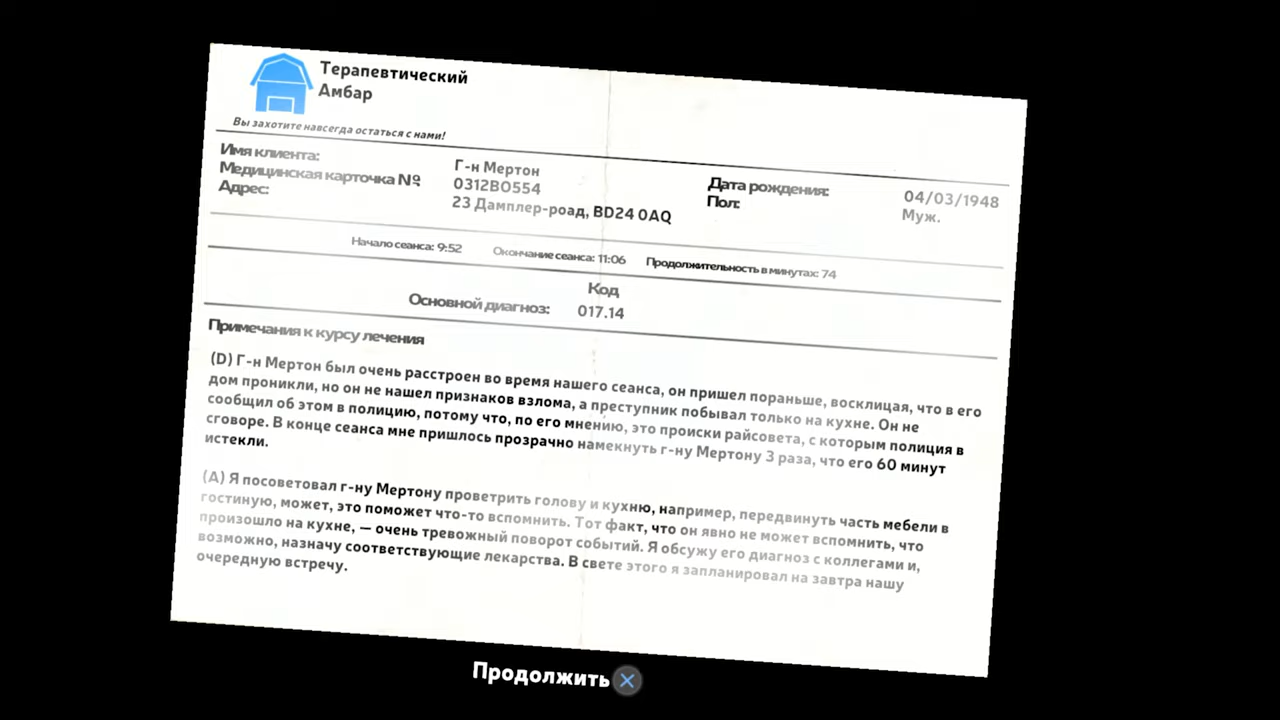 Терапевтический
Амбар
Вы захотите навсегда остаться с нами!
Имя клиента: Г-н Мертон Дата рождения: 04/03/1948
Медицинская карточка № 0312BO554 Пол: Муж.
Адрес: 23 Дамплер-роад, BD24 0AQ
Начало сеанса: 9:52 Окончание сеанса: 11:06 Продолжительность в минутах: 74
Код
Основной диагноз: 017.14
Примечания к курсу лечения
(D) Г-н Мертон был очень расстроен во время нашего сеанса, он пришел пораньше, восклицая, что в его
дом проникли, но он не нашел признаков взлома, а преступник побывал только на кухне. Он не
сообщил об этом в полицию, потому что, по его мнению, это происки райсовета, с которым полиция в
сговоре. В конце сеанса мне пришлось прозрачно намекнуть г-ну Мертону 3 раза, что его 60 минут
истекли.
(A) Я посоветовал г-ну Мертону проветрить голову и кухню, например, передвинуть часть мебели в
гостиную, может, это поможет что-то вспомнить. Тот факт, что он явно не может вспомнить, что
произошло на кухне, — очень тревожный поворот событий. Я обсужу его диагноз с коллегами и,
возможно, назначу соответствующие лекарства. В свете этого я запланировал на завтра нашу
очередную встречу.
Продолжить